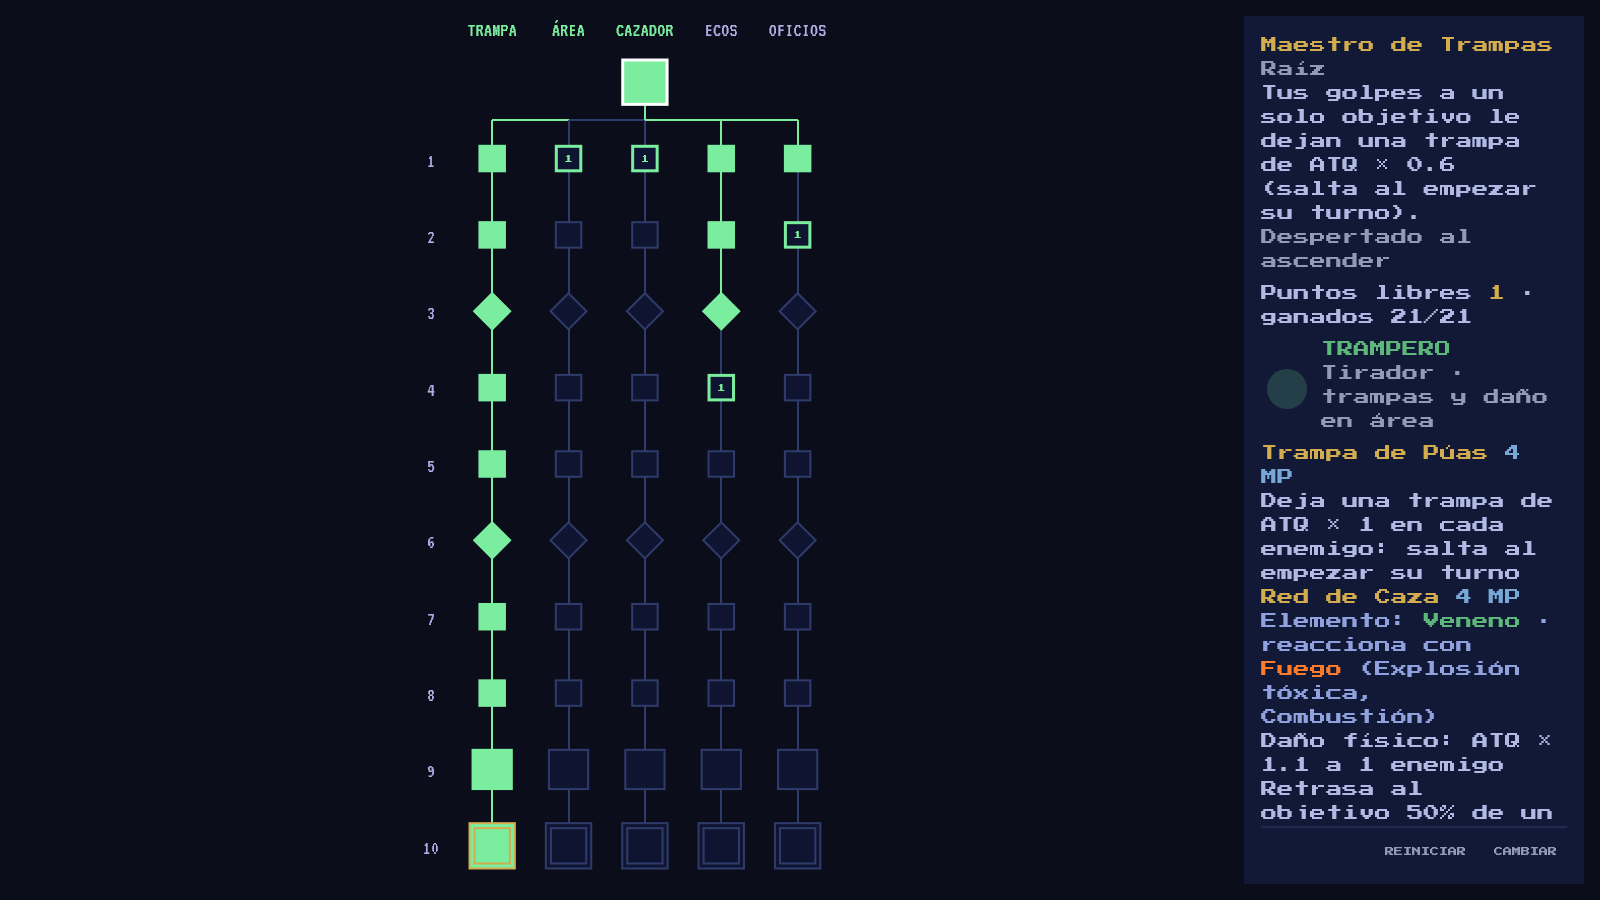 TRAMPA ÁREA CAZADOR ECOS OFICIOS
1 1 1
2 1
3
4 1
5
6
7
8
9
10
Maestro de Trampas
Raíz
Tus golpes a un
solo objetivo le
dejan una trampa
de ATQ × 0.6
(salta al empezar
su turno).
Despertado al
ascender
Puntos libres 1 ·
ganados 21/21
TRAMPERO
Tirador ·
trampas y daño
en área
Trampa de Púas 4
MP
Deja una trampa de
ATQ × 1 en cada
enemigo: salta al
empezar su turno
Red de Caza 4 MP
Elemento: Veneno ·
reacciona con
Fuego (Explosión
tóxica,
Combustión)
Daño físico: ATQ ×
1.1 a 1 enemigo
Retrasa al
objetivo 50% de un
REINICIAR CAMBIAR